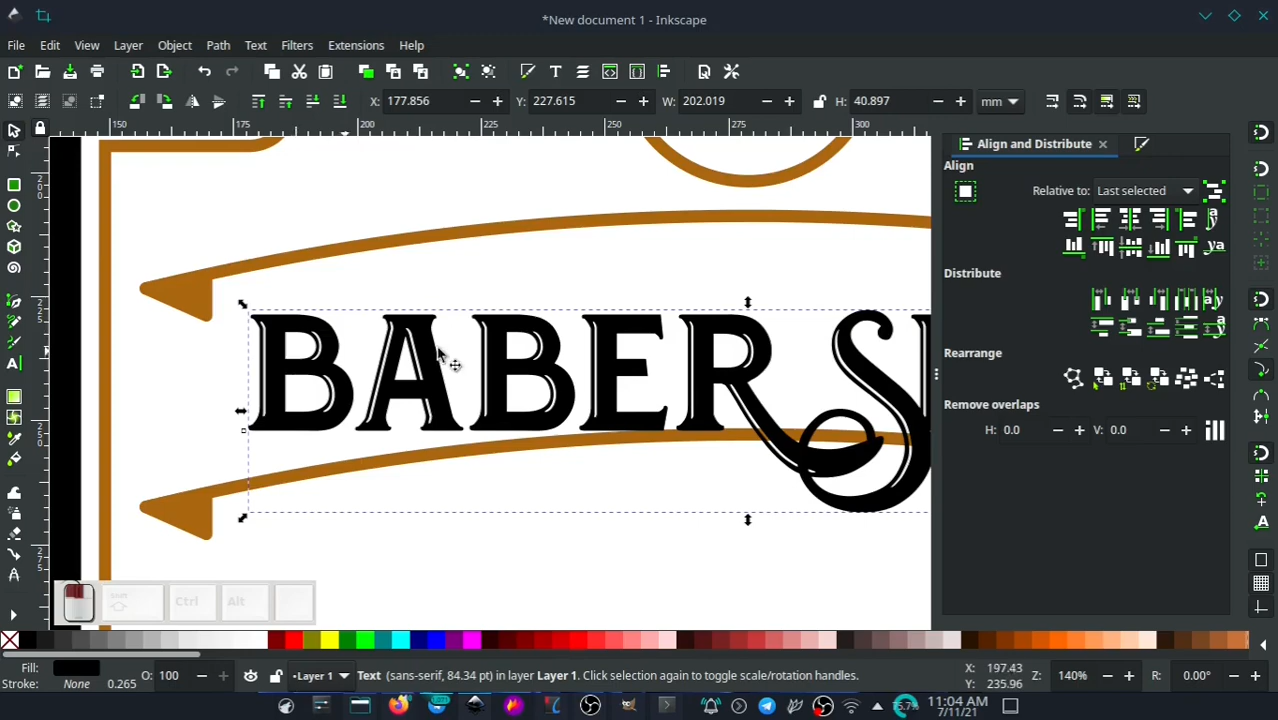 *New document 1 - Inkscape
File Edit View Layer Object Path Text Filters Extensions Help
X: 177.856 Y: 227.615 W: 202.019 H: 40.897 mm
150 175 200 225 250 275 300
Align and Distribute
Align
Relative to: Last selected
Distribute
Rearrange
Remove overlaps
H: 0.0 V: 0.0
BABER S
Ctrl Alt
Fill:
Stroke: None 0.265
O: 100
•Layer 1
Text (sans-serif, 84.34 pt) in layer Layer 1. Click selection again to toggle scale/rotation handles.
X: 197.43
Y: 235.96
Z: 140%
R: 0.00°
11:04 AM
7/11/21